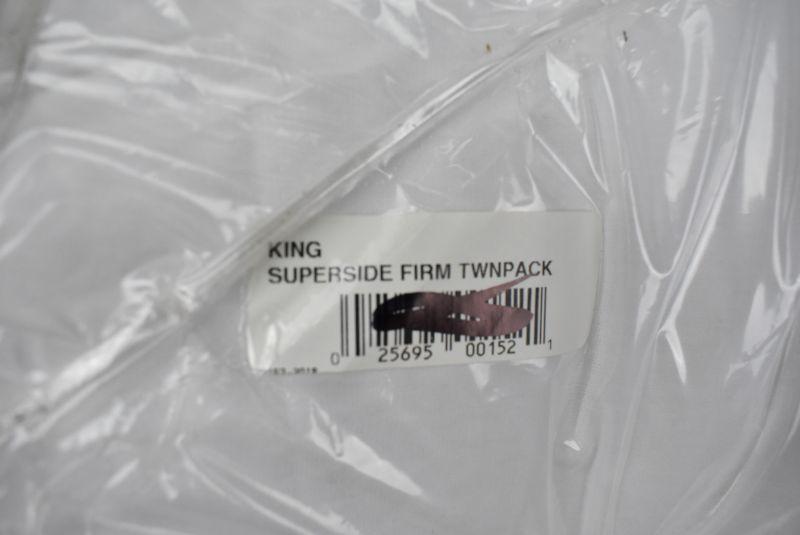 KING
SUPERSIDE FIRM TWNPACK
0 25695 00152 1